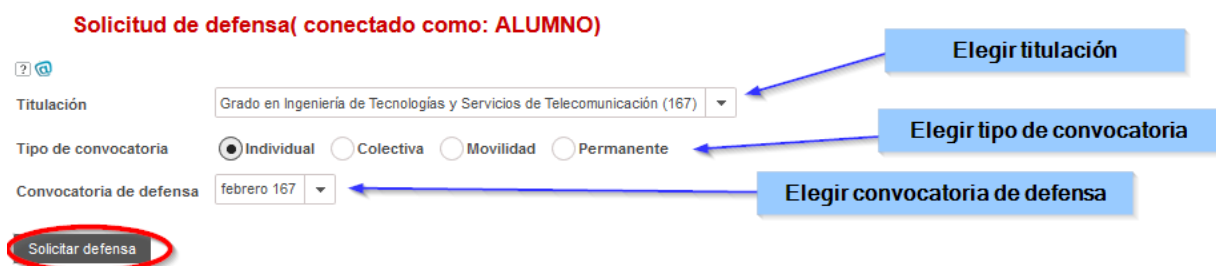 Solicitud de defensa( conectado como: ALUMNO)
Elegir titulación
?
Titulación
Grado en Ingeniería de Tecnologías y Servicios de Telecomunicación (167)
Elegir tipo de convocatoria
Tipo de convocatoria
Individual Colectiva Movilidad Permanente
Convocatoria de defensa
febrero 167
Elegir convocatoria de defensa
Solicitar defensa